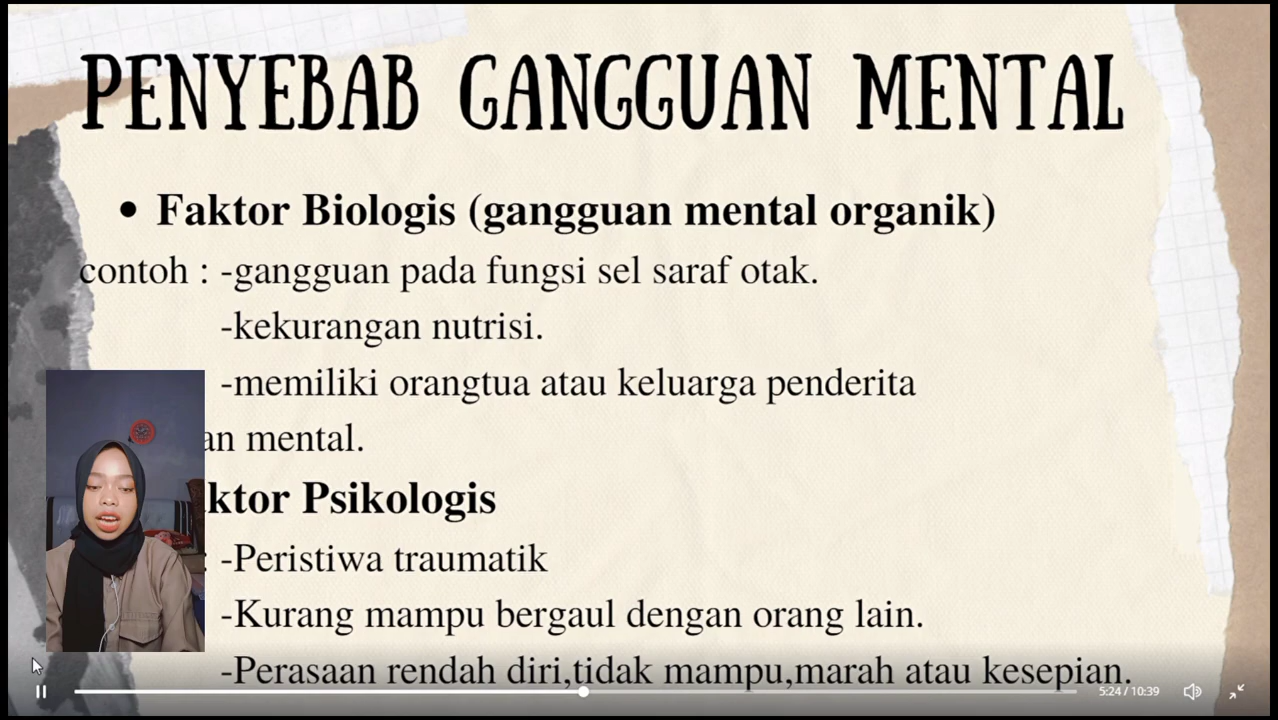 PENYEBAB GANGGUAN MENTAL
• Faktor Biologis (gangguan mental organik)
contoh : -gangguan pada fungsi sel saraf otak.
-kekurangan nutrisi.
-memiliki orangtua atau keluarga penderita
an mental.
ktor Psikologis
: -Peristiwa traumatik
-Kurang mampu bergaul dengan orang lain.
-Perasaan rendah diri,tidak mampu,marah atau kesepian.
5:24 / 10:39